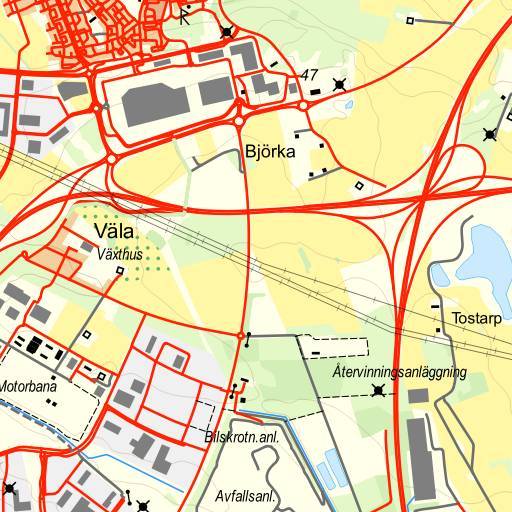 R
47
Björka
Väla
Växthus
Tostarp
Återvinningsanläggning
Motorbana
Bilskrotn.anl.
Avfallsanl.